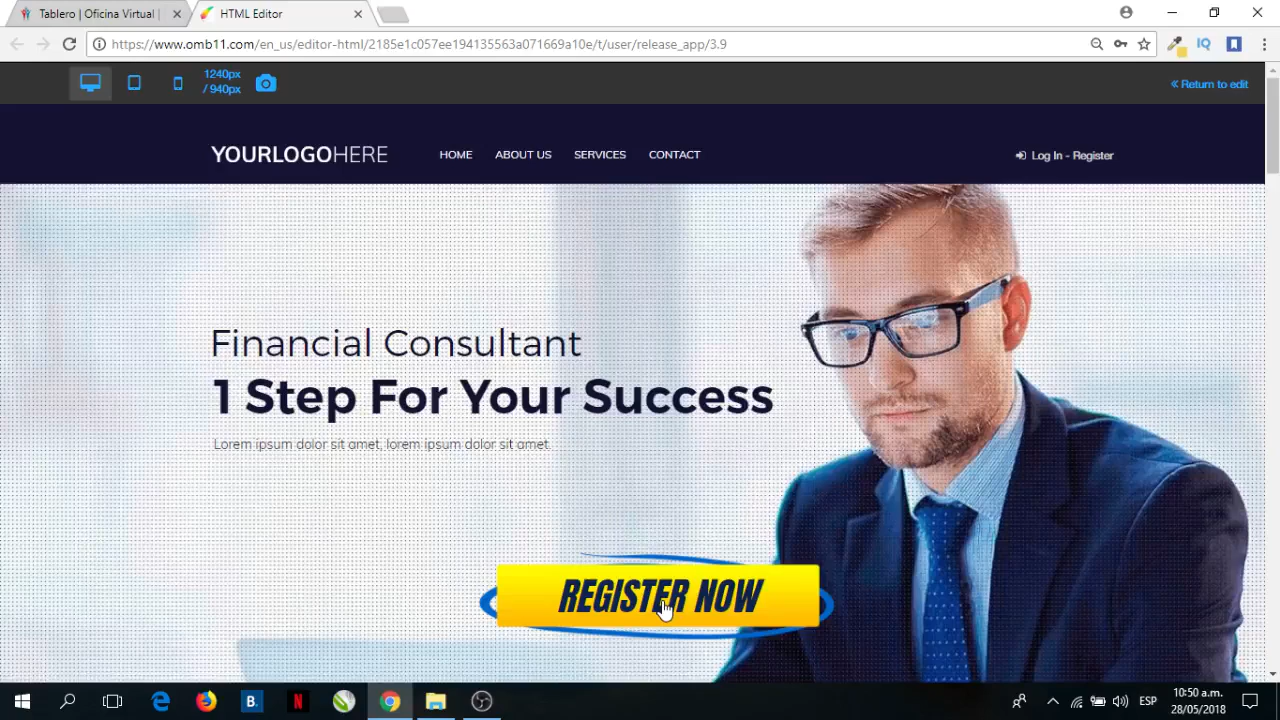 Tablero | Oficina Virtual |
HTML Editor
https://www.omb11.com/en_us/editor-html/2185e1c057ee194135563a071669a10e/t/user/release_app/3.9
IQ
1240px
/ 940px
« Return to edit
YOURLOGOHERE
HOME
ABOUT US
SERVICES
CONTACT
Log In - Register
Financial Consultant
1 Step For Your Success
Lorem ipsum dolor sit amet, lorem ipsum dolor sit amet.
REGISTER NOW
B.
N
ESP
10:50 a.m.
28/05/2018